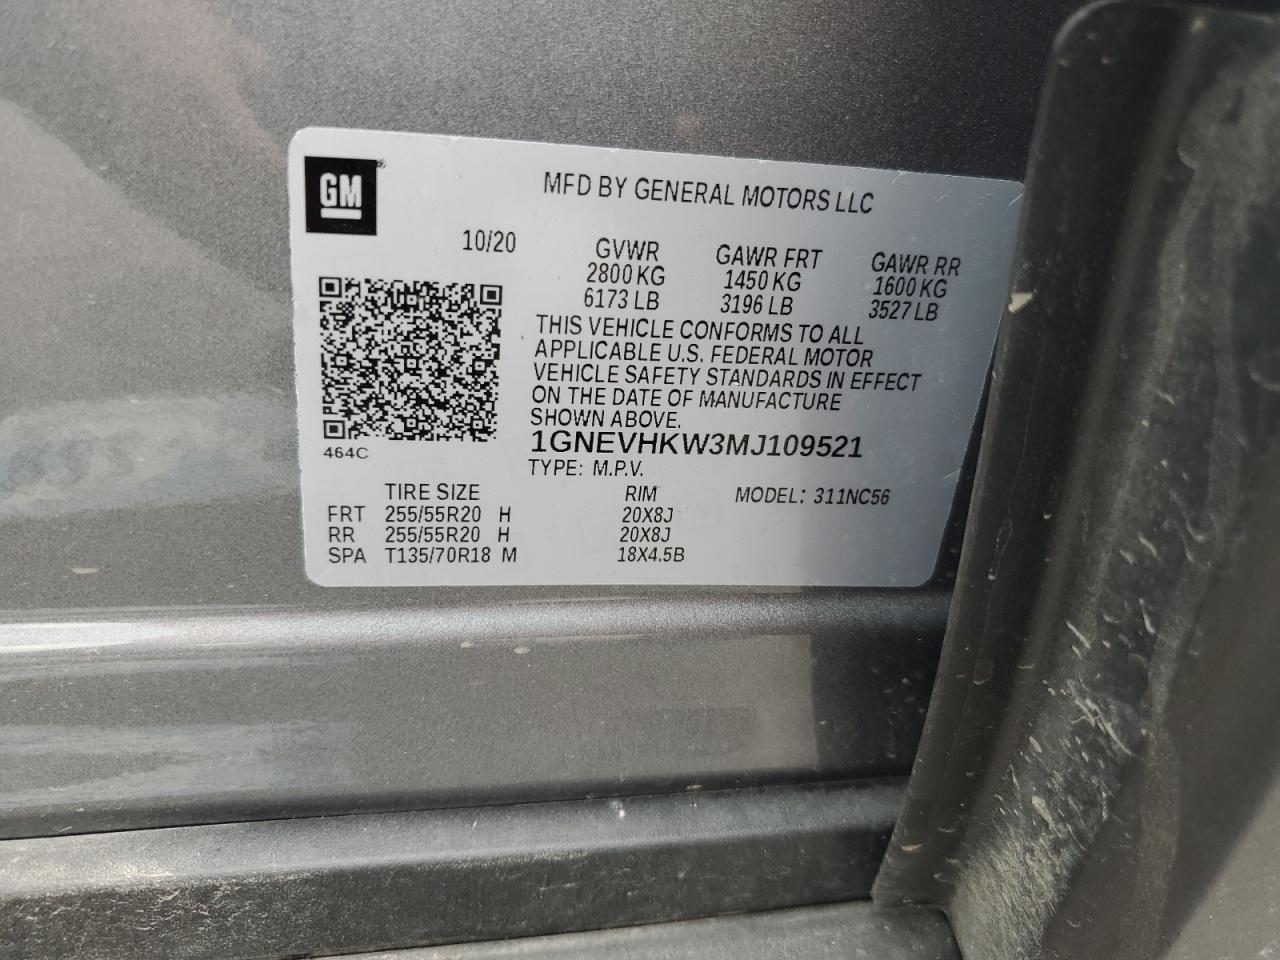 GM
MFD BY GENERAL MOTORS LLC
10/20 GVWR GAWR FRT GAWR RR
2800 KG 1450 KG 1600 KG
6173 LB 3196 LB 3527 LB
THIS VEHICLE CONFORMS TO ALL
APPLICABLE U.S. FEDERAL MOTOR
VEHICLE SAFETY STANDARDS IN EFFECT
ON THE DATE OF MANUFACTURE
SHOWN ABOVE.
1GNEVHKW3MJ109521
464C
TYPE: M.P.V.
TIRE SIZE RIM MODEL: 311NC56
FRT 255/55R20 H 20X8J
RR 255/55R20 H 20X8J
SPA T135/70R18 M 18X4.5B